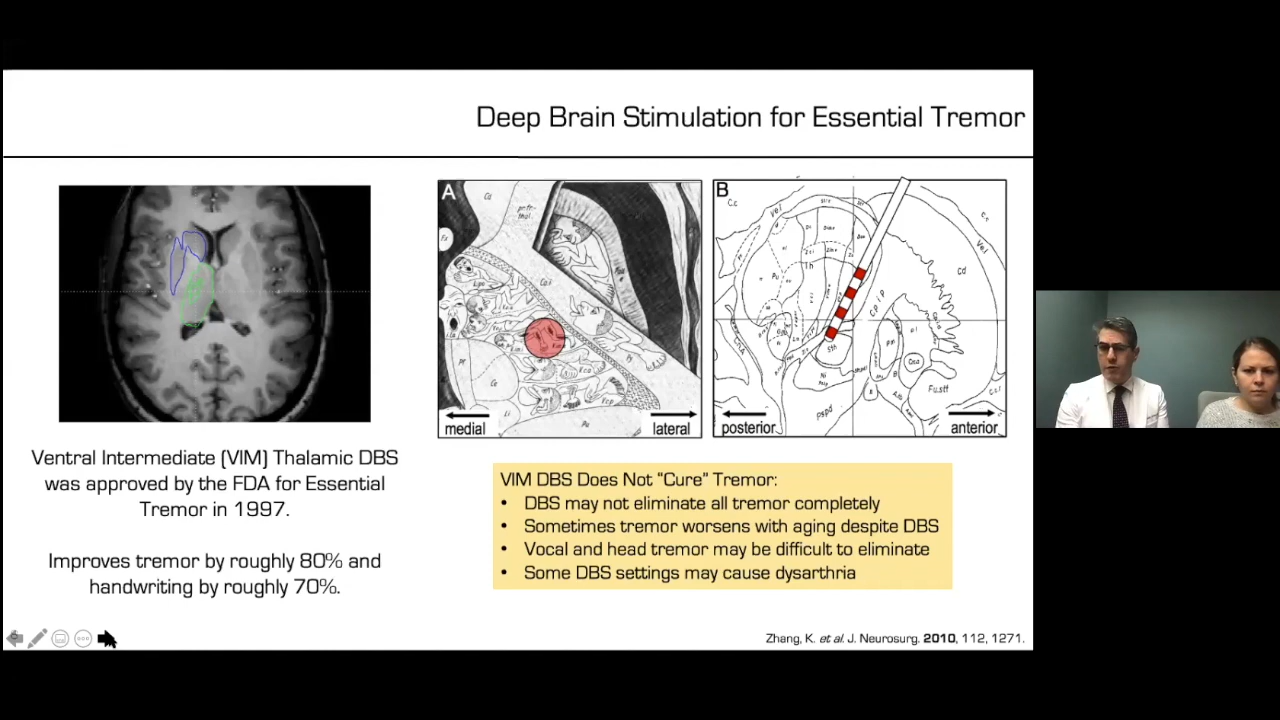 Deep Brain Stimulation for Essential Tremor
A
B
medial
lateral
posterior
anterior
Ventral Intermediate (VIM) Thalamic DBS
was approved by the FDA for Essential
Tremor in 1997.
Improves tremor by roughly 80% and
handwriting by roughly 70%.
VIM DBS Does Not “Cure” Tremor:
• DBS may not eliminate all tremor completely
• Sometimes tremor worsens with aging despite DBS
• Vocal and head tremor may be difficult to eliminate
• Some DBS settings may cause dysarthria
Zhang, K. et al. J. Neurosurg. 2010, 112, 1271.